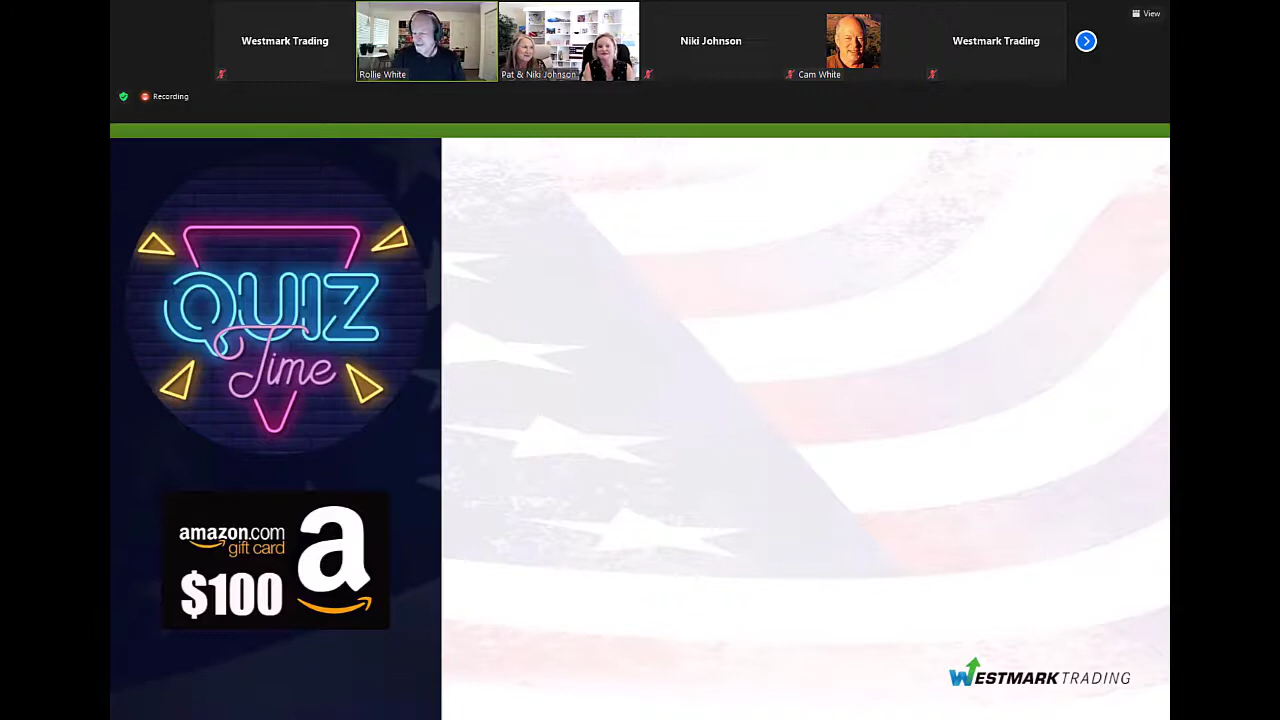 View
Westmark Trading
Niki Johnson
Westmark Trading
Rollie White
Pat & Niki Johnson
Cam White
Recording
QUIZ
Time
amazon.com
gift card
a
$100
WESTMARK TRADING